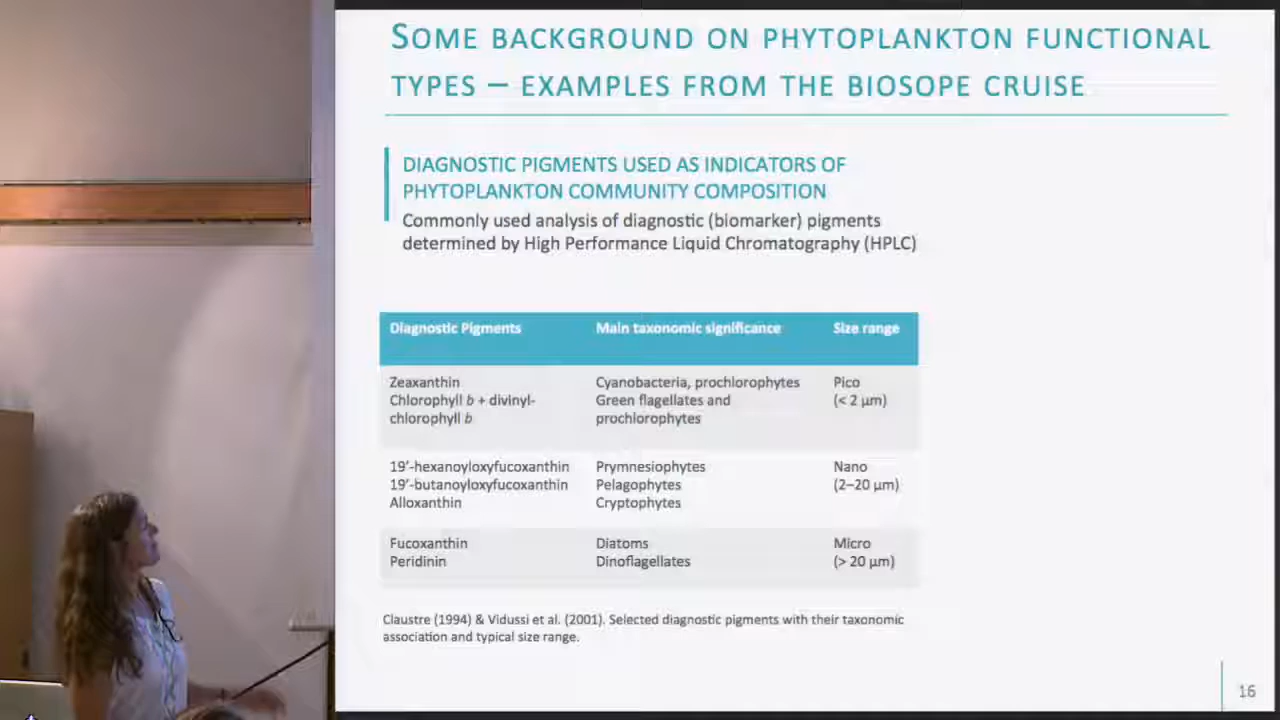 SOME BACKGROUND ON PHYTOPLANKTON FUNCTIONAL
TYPES – EXAMPLES FROM THE BIOSOPE CRUISE
DIAGNOSTIC PIGMENTS USED AS INDICATORS OF
PHYTOPLANKTON COMMUNITY COMPOSITION
Commonly used analysis of diagnostic (biomarker) pigments
determined by High Performance Liquid Chromatography (HPLC)
Diagnostic Pigments Main taxonomic significance Size range
Zeaxanthin Cyanobacteria, prochlorophytes Pico
Chlorophyll b + divinyl- Green flagellates and (< 2 μm)
chlorophyll b prochlorophytes
19'-hexanoyloxyfucoxanthin Prymnesiophytes Nano
19'-butanoyloxyfucoxanthin Pelagophytes (2–20 μm)
Alloxanthin Cryptophytes
Fucoxanthin Diatoms Micro
Peridinin Dinoflagellates (> 20 μm)
Claustre (1994) & Vidussi et al. (2001). Selected diagnostic pigments with their taxonomic
association and typical size range.
16